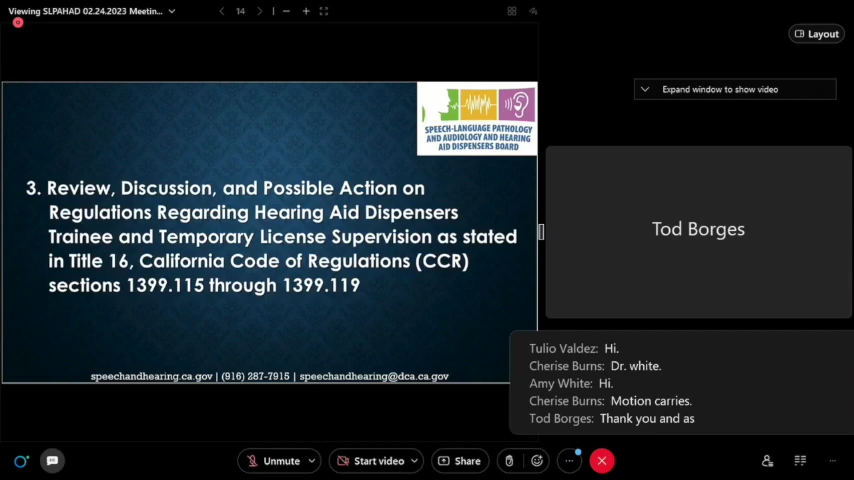 Viewing SLPAHAD 02.24.2023 Meetin...
14
Layout
Expand window to show video
SPEECH-LANGUAGE PATHOLOGY
AND AUDIOLOGY AND HEARING
AID DISPENSERS BOARD
3. Review, Discussion, and Possible Action on
Regulations Regarding Hearing Aid Dispensers
Trainee and Temporary License Supervision as stated
in Title 16, California Code of Regulations (CCR)
sections 1399.115 through 1399.119
speechandhearing.ca.gov | (916) 287-7915 | speechandhearing@dca.ca.gov
Tod Borges
Tulio Valdez: Hi.
Cherise Burns: Dr. white.
Amy White: Hi.
Cherise Burns: Motion carries.
Tod Borges: Thank you and as
Unmute
Start video
Share